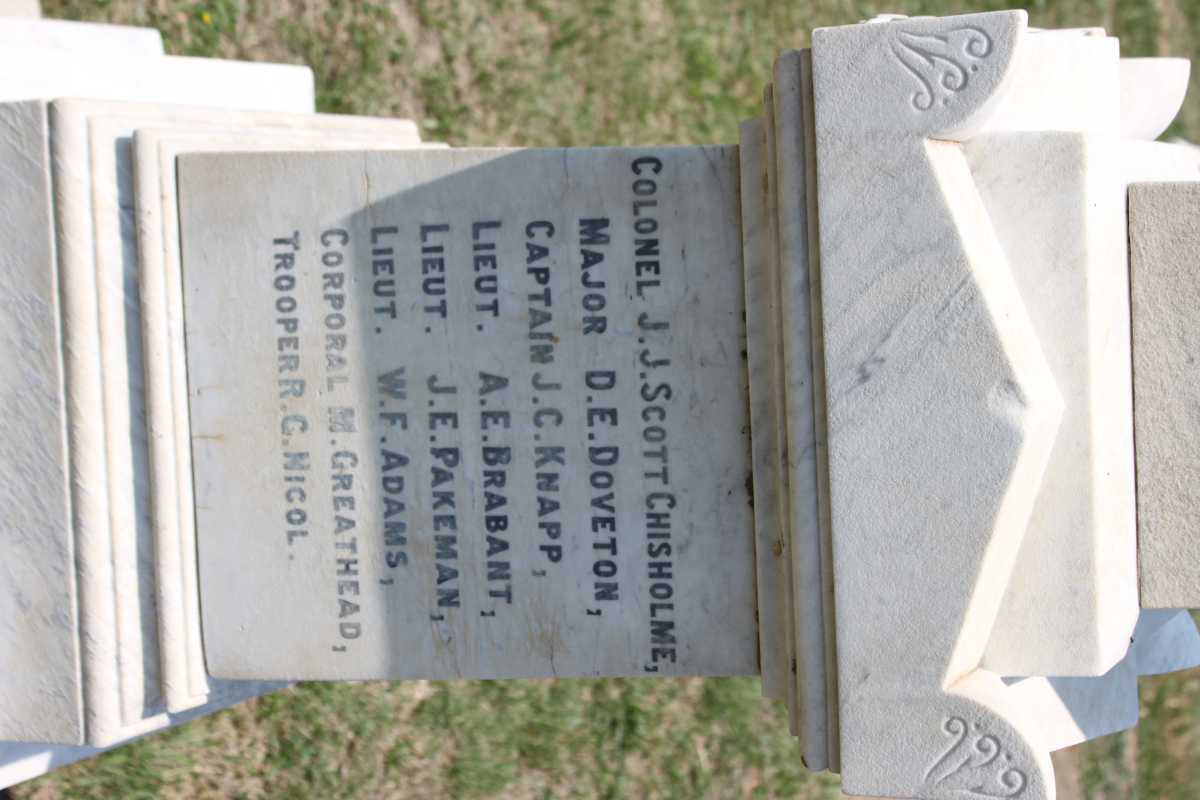 COLONEL J.J. SCOTT CHISHOLME,
MAJOR D.E. DOVETON,
CAPTAIN J.C. KNAPP,
LIEUT. A.E. BRABANT,
LIEUT. J.E. PAKEMAN,
LIEUT. W.F. ADAMS,
CORPORAL M. GREATHEAD,
TROOPER R.G. NICOL.